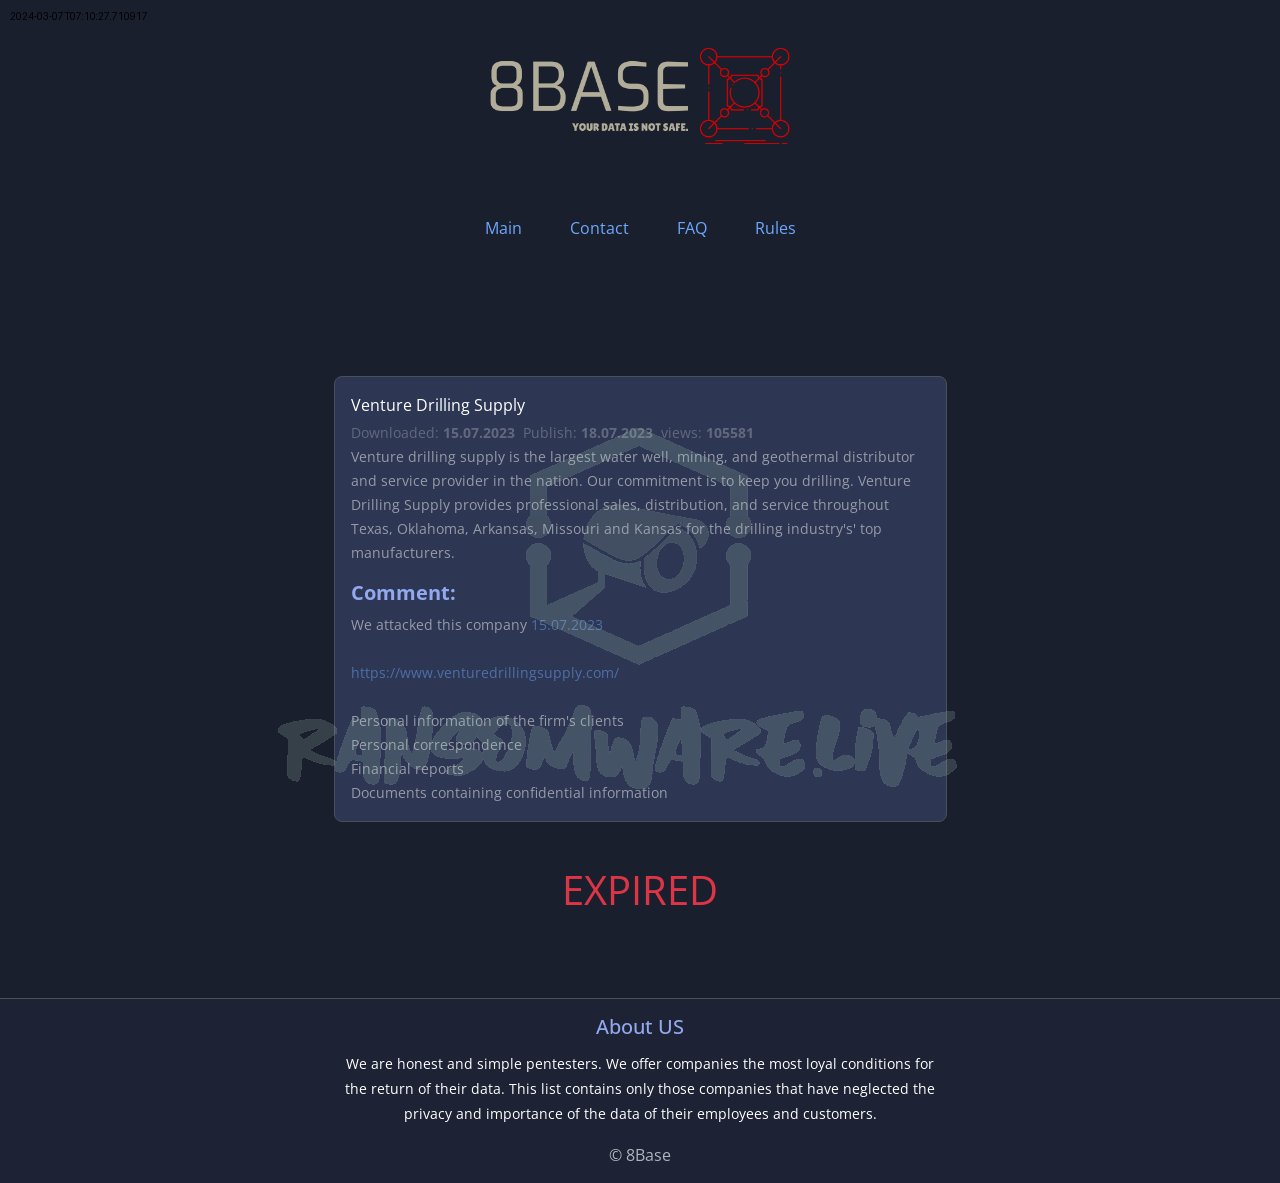 2024-03-07T07:10:27.710917
8BASE
YOUR DATA IS NOT SAFE.
Main Contact FAQ Rules
Venture Drilling Supply
Downloaded: 15.07.2023 Publish: 18.07.2023 views: 105581
Venture drilling supply is the largest water well, mining, and geothermal distributor
and service provider in the nation. Our commitment is to keep you drilling. Venture
Drilling Supply provides professional sales, distribution, and service throughout
Texas, Oklahoma, Arkansas, Missouri and Kansas for the drilling industry's' top
manufacturers.
Comment:
We attacked this company 15.07.2023
https://www.venturedrillingsupply.com/
Personal information of the firm's clients
Personal correspondence
Financial reports
Documents containing confidential information
RANSOMWARE.LIVE
EXPIRED
About US
We are honest and simple pentesters. We offer companies the most loyal conditions for
the return of their data. This list contains only those companies that have neglected the
privacy and importance of the data of their employees and customers.
© 8Base